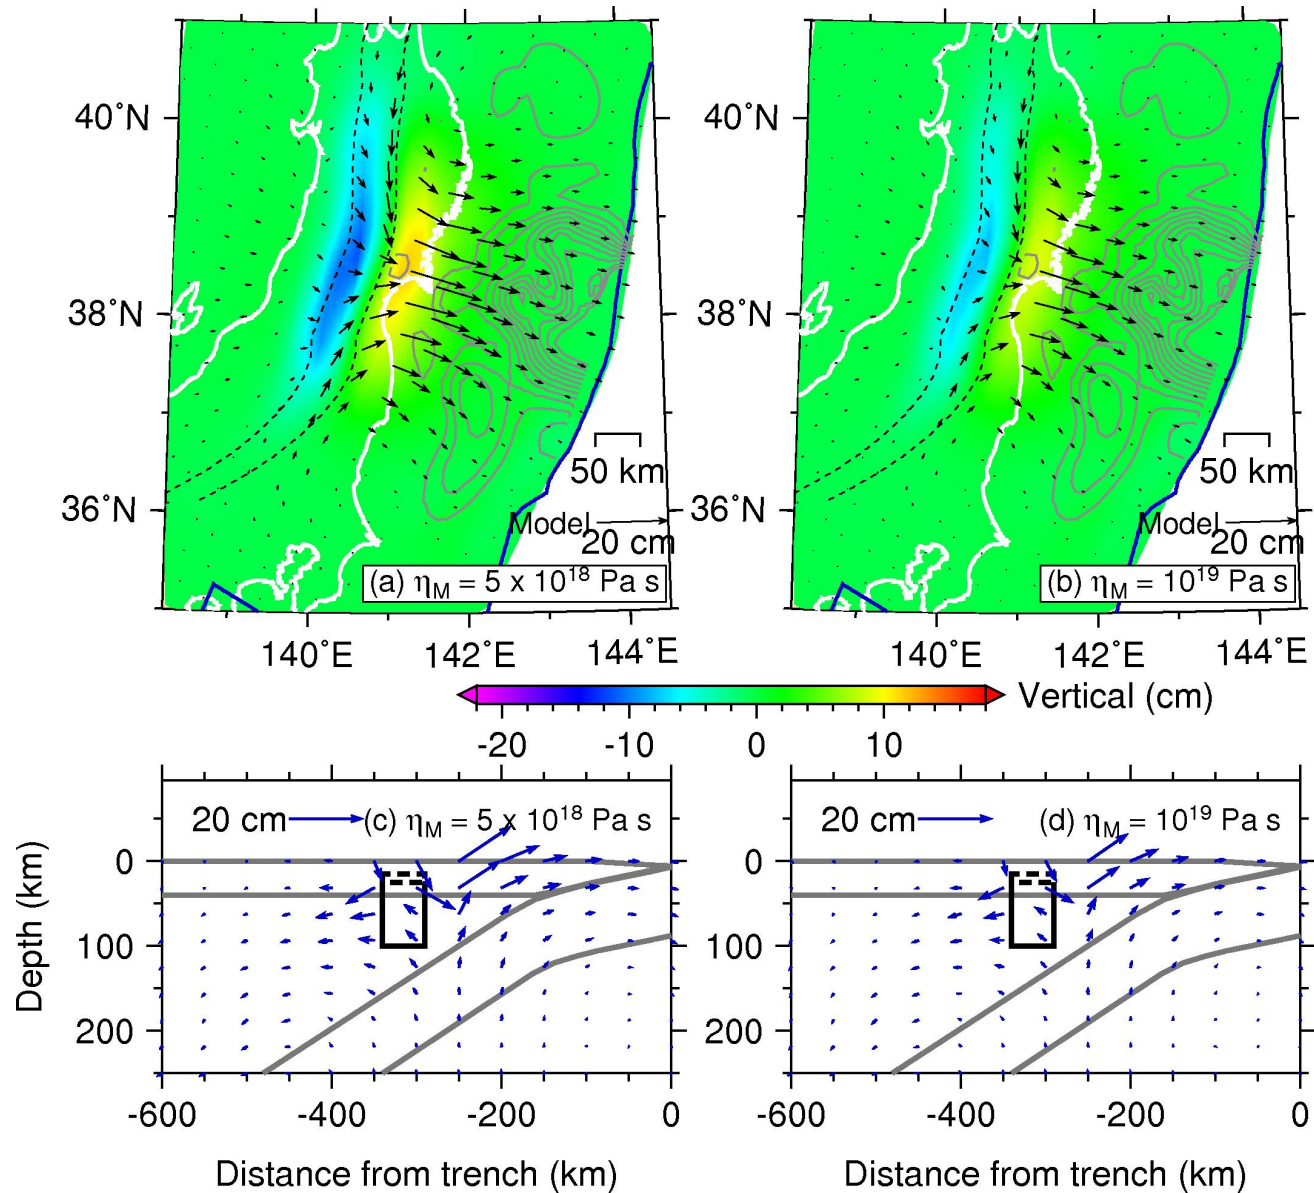 40°N
38°N
36°N
50 km
Model
20 cm
(a) ηM = 5 x 10^18 Pa s
140°E 142°E 144°E
40°N
38°N
36°N
50 km
Model
20 cm
(b) ηM = 10^19 Pa s
140°E 142°E 144°E
Vertical (cm)
-20 -10 0 10
Depth (km)
0
100
200
20 cm
(c) ηM = 5 x 10^18 Pa s
-600 -400 -200 0
Distance from trench (km)
0
100
200
20 cm
(d) ηM = 10^19 Pa s
-600 -400 -200 0
Distance from trench (km)